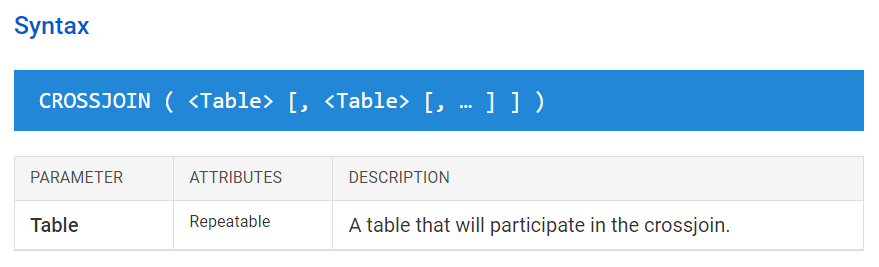 Syntax
CROSSJOIN ( <Table> [, <Table> [, … ] ] )
PARAMETER ATTRIBUTES DESCRIPTION
Table Repeatable A table that will participate in the crossjoin.